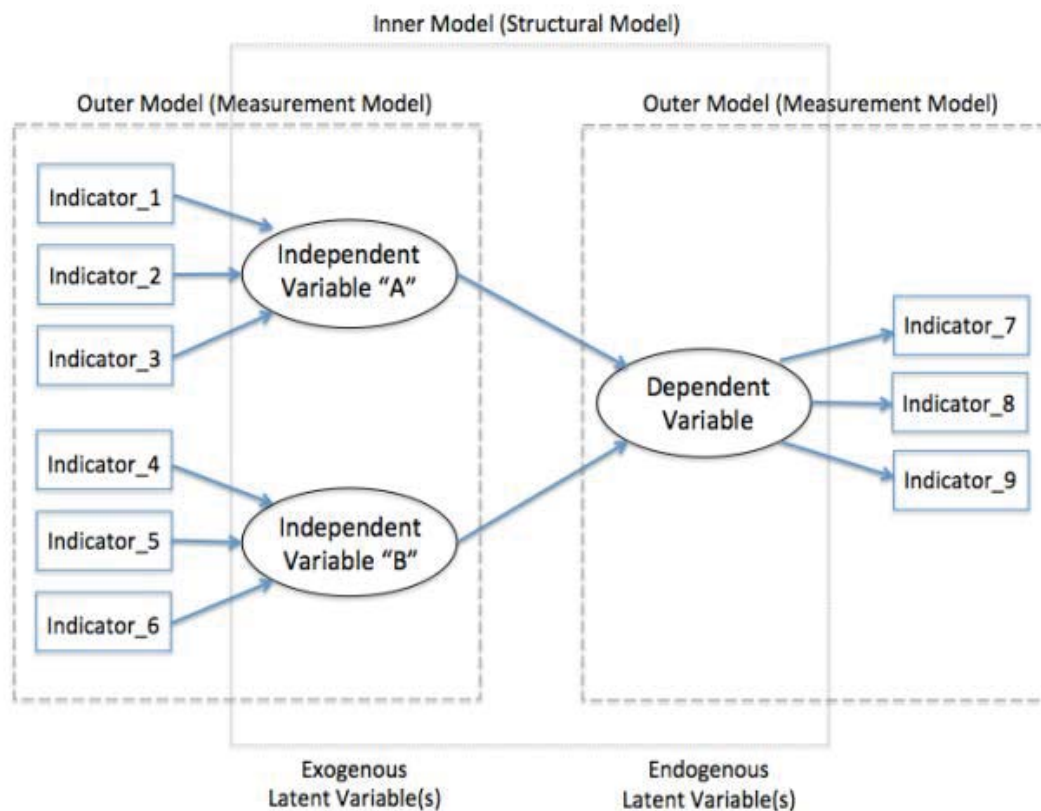 Inner Model (Structural Model)
Outer Model (Measurement Model)
Outer Model (Measurement Model)
Indicator_1
Indicator_2
Indicator_3
Independent
Variable “A”
Indicator_4
Indicator_5
Indicator_6
Independent
Variable “B”
Dependent
Variable
Indicator_7
Indicator_8
Indicator_9
Exogenous
Latent Variable(s)
Endogenous
Latent Variable(s)